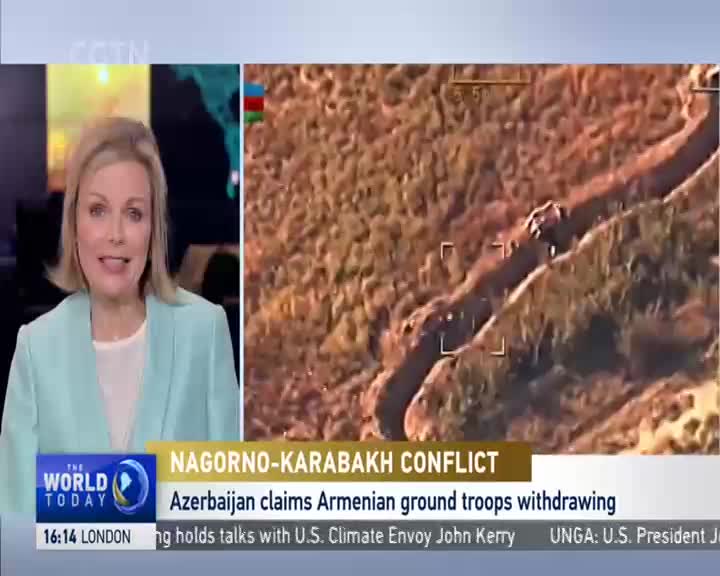 CGTN
NAGORNO-KARABAKH CONFLICT
THE
WORLD
TODAY
Azerbaijan claims Armenian ground troops withdrawing
16:14 LONDON
ng holds talks with U.S. Climate Envoy John Kerry UNGA: U.S. President J